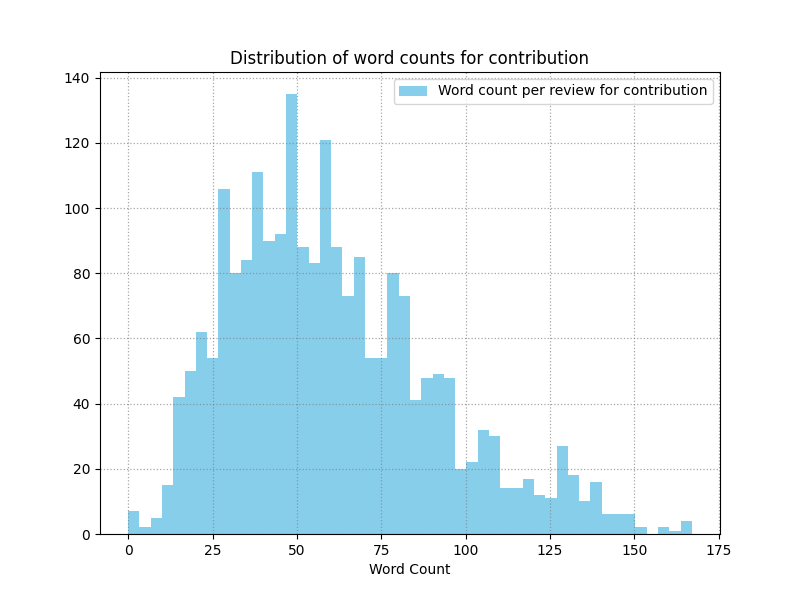 Distribution of word counts for contribution
Word count per review for contribution
140
120
100
80
60
40
20
0
0 25 50 75 100 125 150 175
Word Count